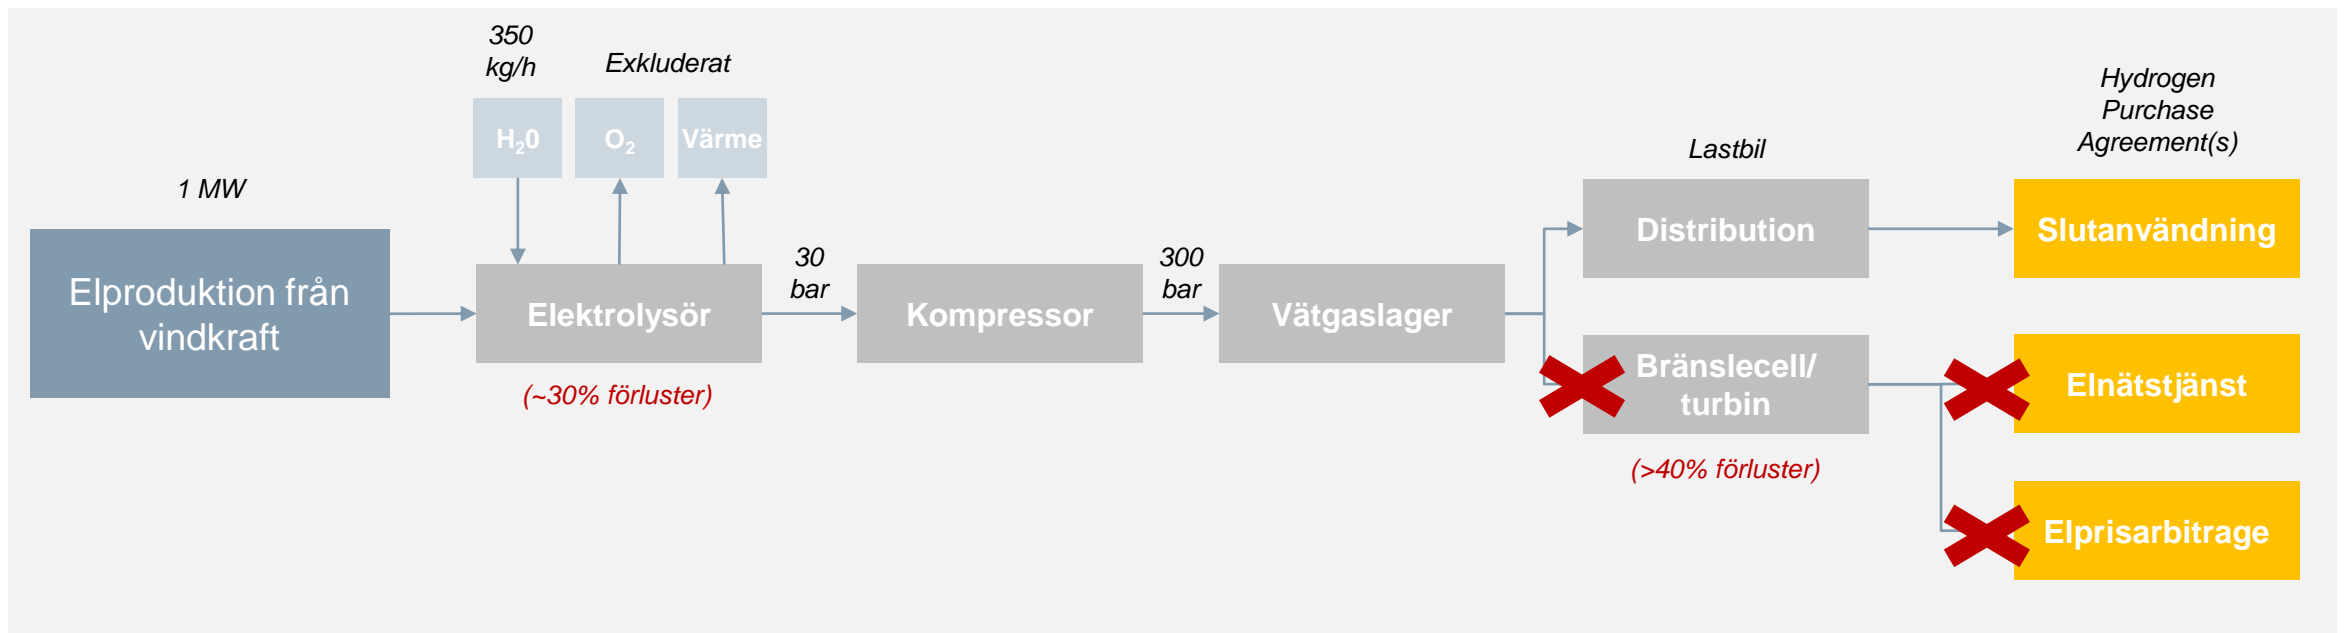 350
kg/h
Exkluderat
H₂0
O₂
Värme
1 MW
Elproduktion från
vindkraft
Elektrolysör
(~30% förluster)
30
bar
Kompressor
300
bar
Vätgaslager
Lastbil
Distribution
Bränslecell/
turbin
(>40% förluster)
Hydrogen
Purchase
Agreement(s)
Slutanvändning
Elnätstjänst
Elprisarbitrage